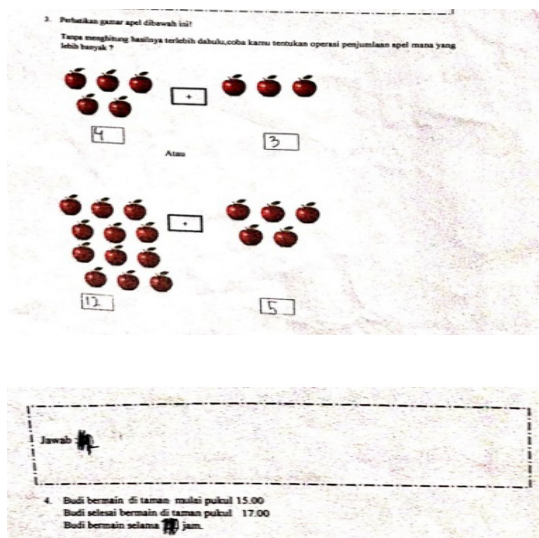 3. Perhatikan gamar apel dibawah ini!
Tanpa menghitung hasilnya terlebih dahulu,coba kamu tentukan operasi penjumlaan apel mana yang
lebih banyak ?
+
4 3
Atau
+
12 5
Jawab :
4. Budi bermain di taman mulai pukul 15.00
Budi selesai bermain di taman pukul 17.00
Budi bermain selama jam.